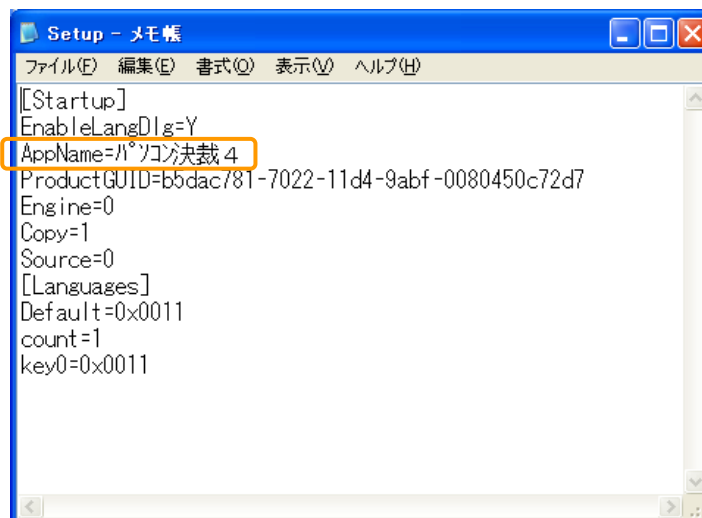 Setup - メモ帳
ファイル(F) 編集(E) 書式(O) 表示(V) ヘルプ(H)
[Startup]
EnableLangDlg=Y
AppName=ﾊﾟｿｺﾝ決裁４
ProductGUID=b5dac781-7022-11d4-9abf-0080450c72d7
Engine=0
Copy=1
Source=0
[Languages]
Default=0x0011
count=1
key0=0x0011